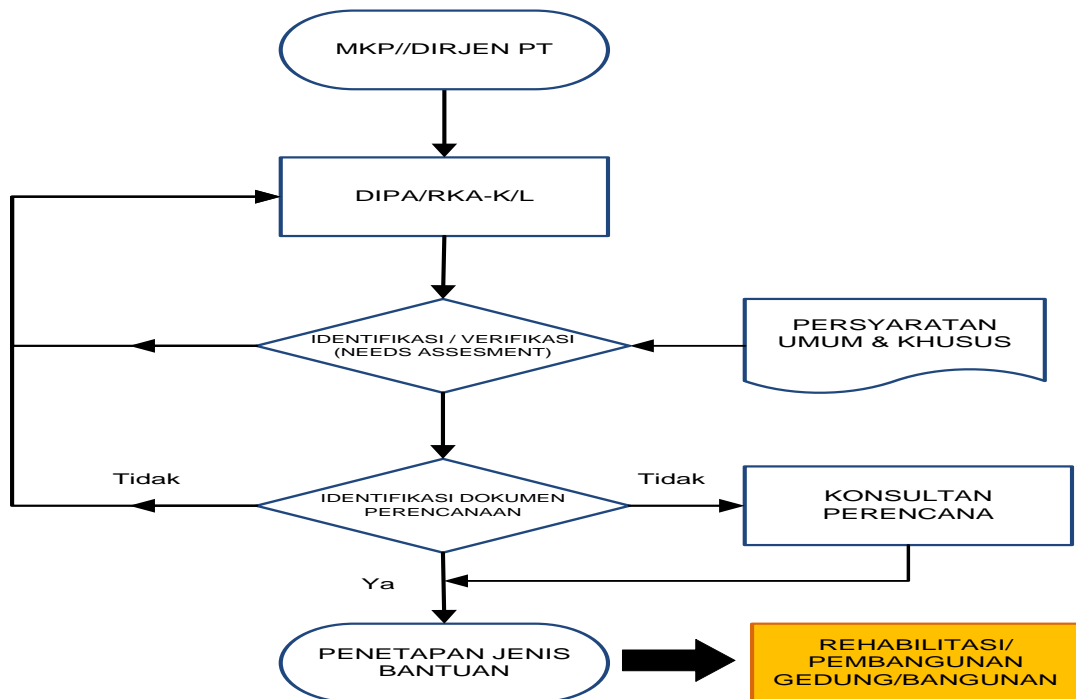 MKP//DIRJEN PT
DIPA/RKA-K/L
IDENTIFIKASI / VERIFIKASI
(NEEDS ASSESMENT)
PERSYARATAN
UMUM & KHUSUS
Tidak
IDENTIFIKASI DOKUMEN
PERENCANAAN
Tidak
KONSULTAN
PERENCANA
Ya
PENETAPAN JENIS
BANTUAN
REHABILITASI/
PEMBANGUNAN
GEDUNG/BANGUNAN